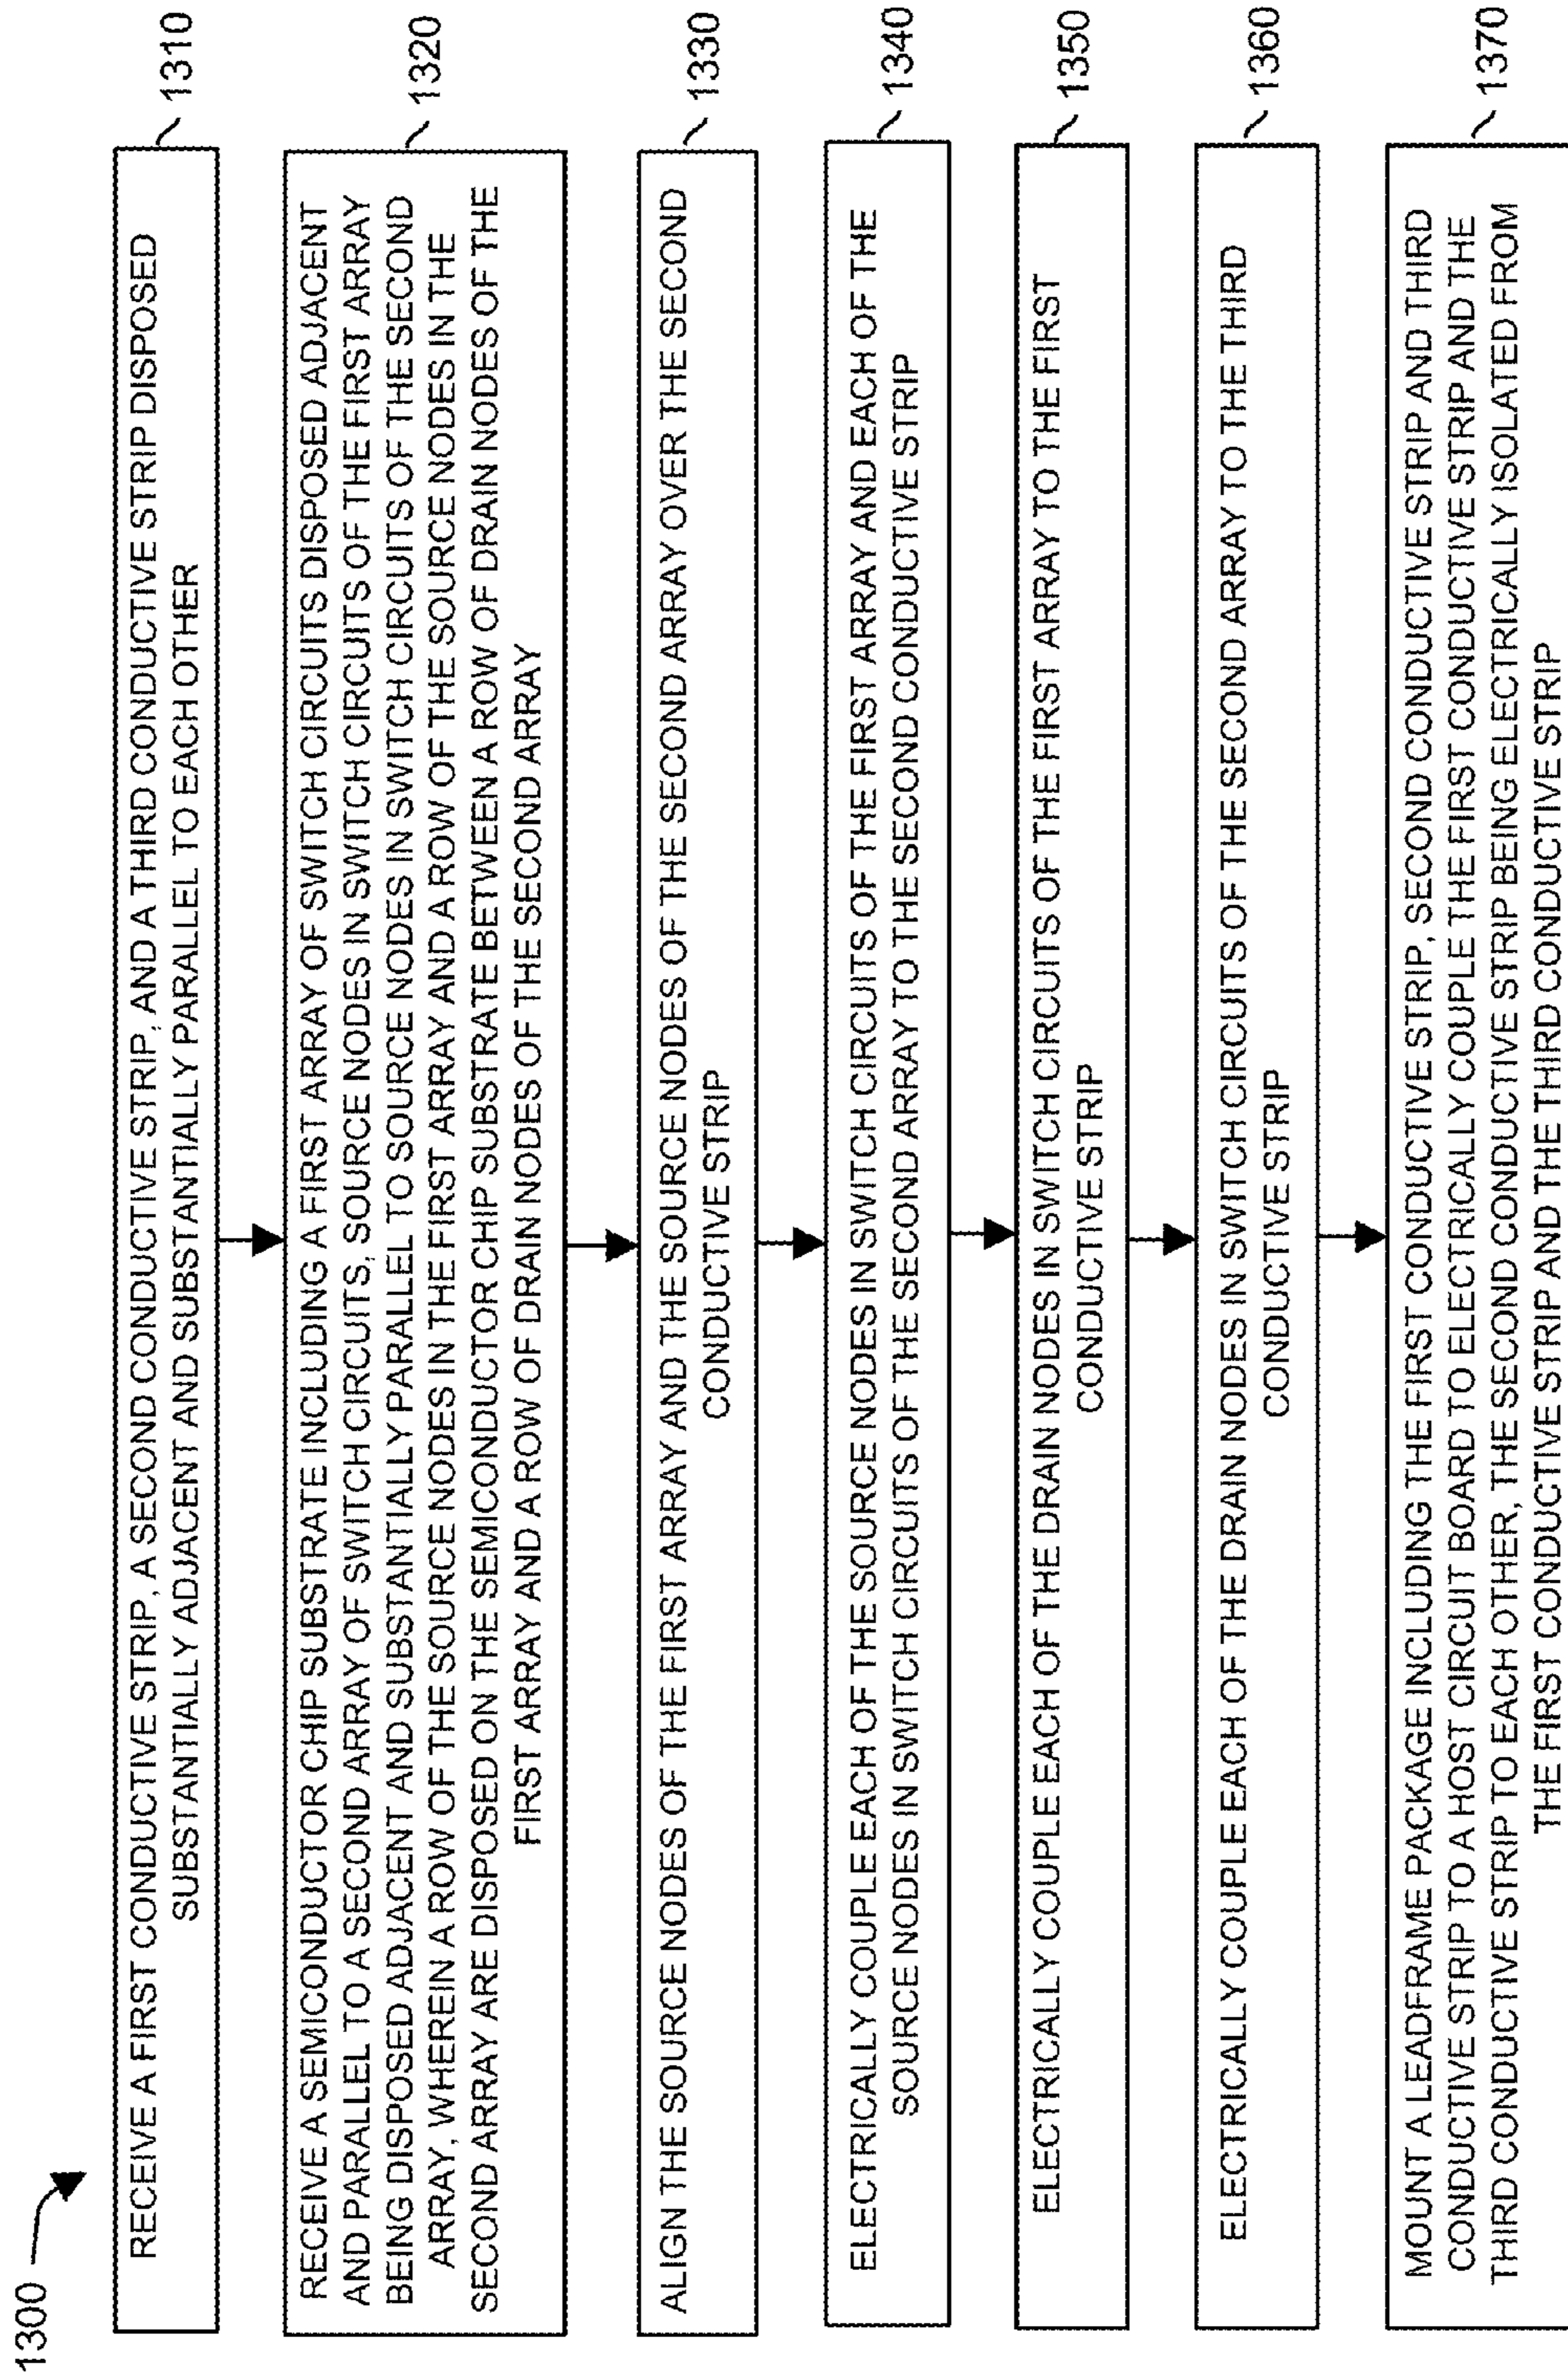 1300
RECEIVE A FIRST CONDUCTIVE STRIP, A SECOND CONDUCTIVE STRIP, AND A THIRD CONDUCTIVE STRIP DISPOSED
SUBSTANTIALLY ADJACENT AND SUBSTANTIALLY PARALLEL TO EACH OTHER
1310
RECEIVE A SEMICONDUCTOR CHIP SUBSTRATE INCLUDING A FIRST ARRAY OF SWITCH CIRCUITS DISPOSED ADJACENT
AND PARALLEL TO A SECOND ARRAY OF SWITCH CIRCUITS, SOURCE NODES IN SWITCH CIRCUITS OF THE FIRST ARRAY
BEING DISPOSED ADJACENT AND SUBSTANTIALLY PARALLEL TO SOURCE NODES IN SWITCH CIRCUITS OF THE SECOND
ARRAY, WHEREIN A ROW OF THE SOURCE NODES IN THE FIRST ARRAY AND A ROW OF THE SOURCE NODES IN THE
SECOND ARRAY ARE DISPOSED ON THE SEMICONDUCTOR CHIP SUBSTRATE BETWEEN A ROW OF DRAIN NODES OF THE
FIRST ARRAY AND A ROW OF DRAIN NODES OF THE SECOND ARRAY
1320
ALIGN THE SOURCE NODES OF THE FIRST ARRAY AND THE SOURCE NODES OF THE SECOND ARRAY OVER THE SECOND
CONDUCTIVE STRIP
1330
ELECTRICALLY COUPLE EACH OF THE SOURCE NODES IN SWITCH CIRCUITS OF THE FIRST ARRAY AND EACH OF THE
SOURCE NODES IN SWITCH CIRCUITS OF THE SECOND ARRAY TO THE SECOND CONDUCTIVE STRIP
1340
ELECTRICALLY COUPLE EACH OF THE DRAIN NODES IN SWITCH CIRCUITS OF THE FIRST ARRAY TO THE FIRST
CONDUCTIVE STRIP
1350
ELECTRICALLY COUPLE EACH OF THE DRAIN NODES IN SWITCH CIRCUITS OF THE SECOND ARRAY TO THE THIRD
CONDUCTIVE STRIP
1360
MOUNT A LEADFRAME PACKAGE INCLUDING THE FIRST CONDUCTIVE STRIP, SECOND CONDUCTIVE STRIP AND THIRD
CONDUCTIVE STRIP TO A HOST CIRCUIT BOARD TO ELECTRICALLY COUPLE THE FIRST CONDUCTIVE STRIP AND THE
THIRD CONDUCTIVE STRIP TO EACH OTHER, THE SECOND CONDUCTIVE STRIP BEING ELECTRICALLY ISOLATED FROM
THE FIRST CONDUCTIVE STRIP AND THE THIRD CONDUCTIVE STRIP
1370